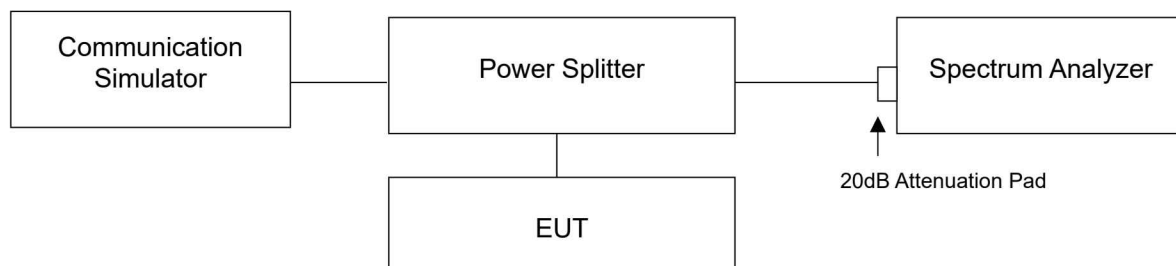 Communication
Simulator
Power Splitter
Spectrum Analyzer
20dB Attenuation Pad
EUT